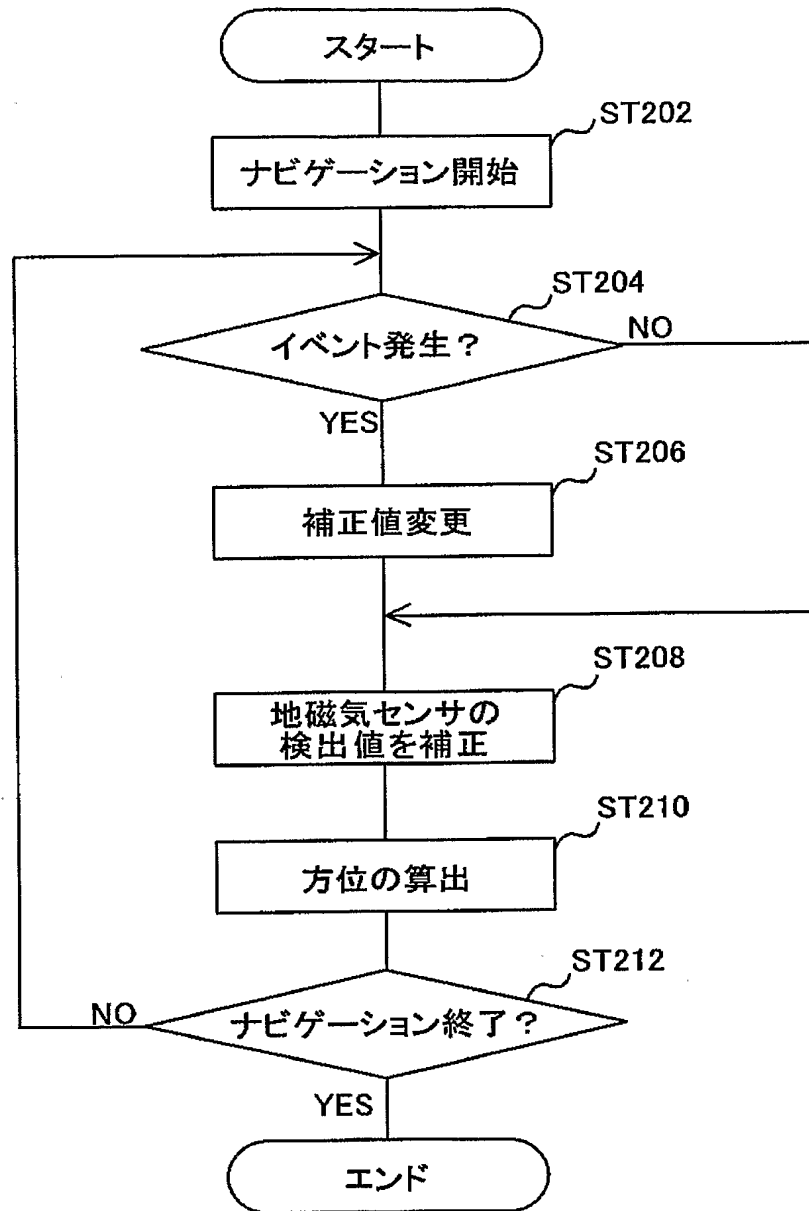 スタート
ST202
ナビゲーション開始
ST204
イベント発生？
NO
YES
ST206
補正値変更
ST208
地磁気センサの
検出値を補正
ST210
方位の算出
ST212
ナビゲーション終了？
NO
YES
エンド